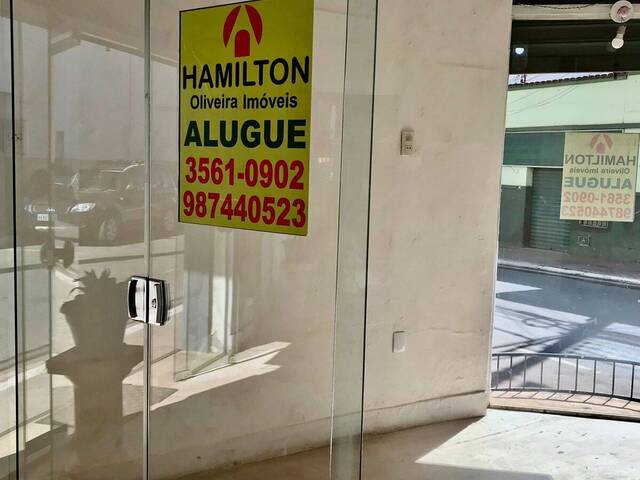 HAMILTON
Oliveira Imóveis
ALUGUE
3561-0902
987440523
HAMILTON
Oliveira Imóveis
ALUGUE
3561-0902
987440523